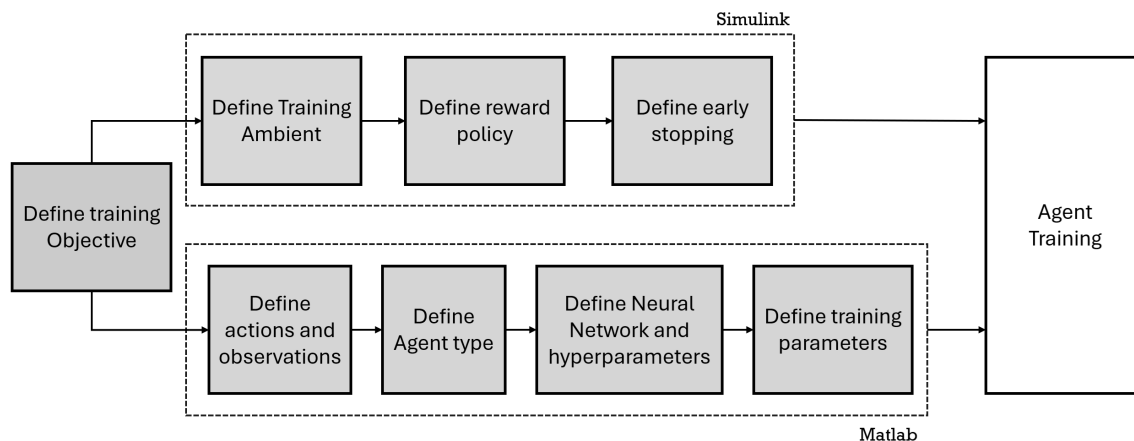 Simulink
Define Training
Ambient
Define reward
policy
Define early
stopping
Define training
Objective
Agent
Training
Define
actions and
observations
Define
Agent type
Define Neural
Network and
hyperparameters
Define training
parameters
Matlab